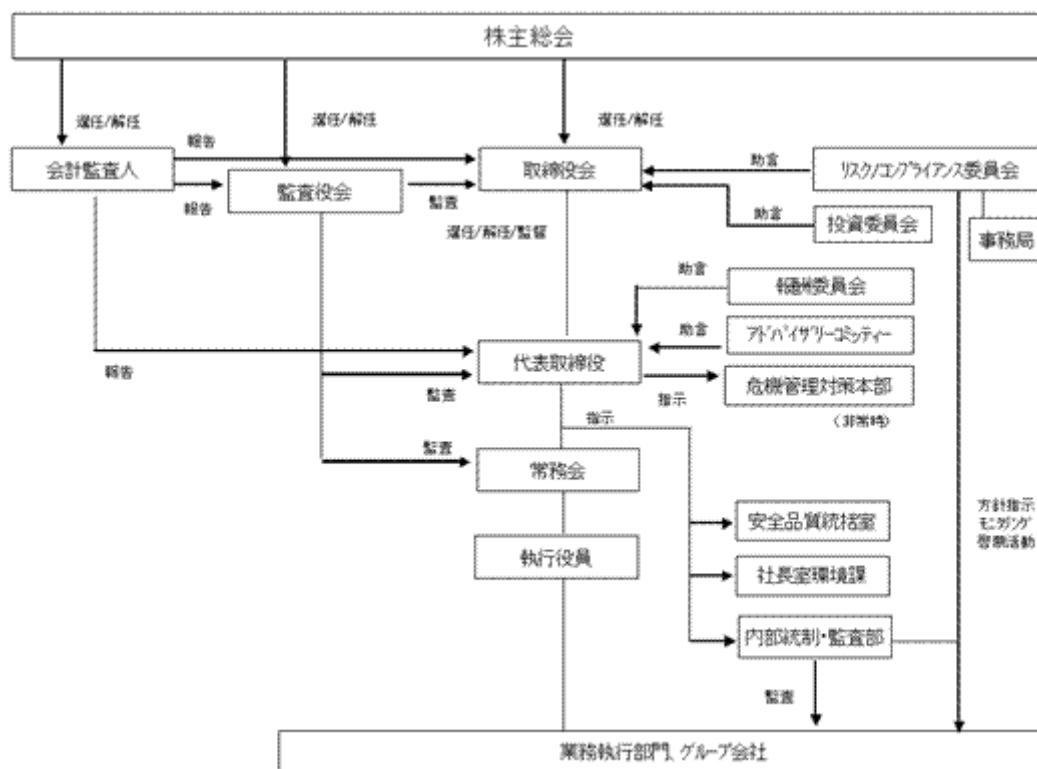 株主総会
選任/解任
選任/解任
選任/解任
報告
会計監査人
取締役会
助言
リスク/コンプライアンス委員会
報告
監査役会
監査
助言
投資委員会
事務局
選任/解任/監督
助言
報酬委員会
助言
アドバイザリーコミッティー
代表取締役
報告
監査
指示
危機管理対策本部
(非常時)
指示
監査
常務会
安全品質統括室
方針指示
モニタリング
啓発活動
執行役員
社長室環境課
内部統制・監査部
監査
業務執行部門、グループ会社